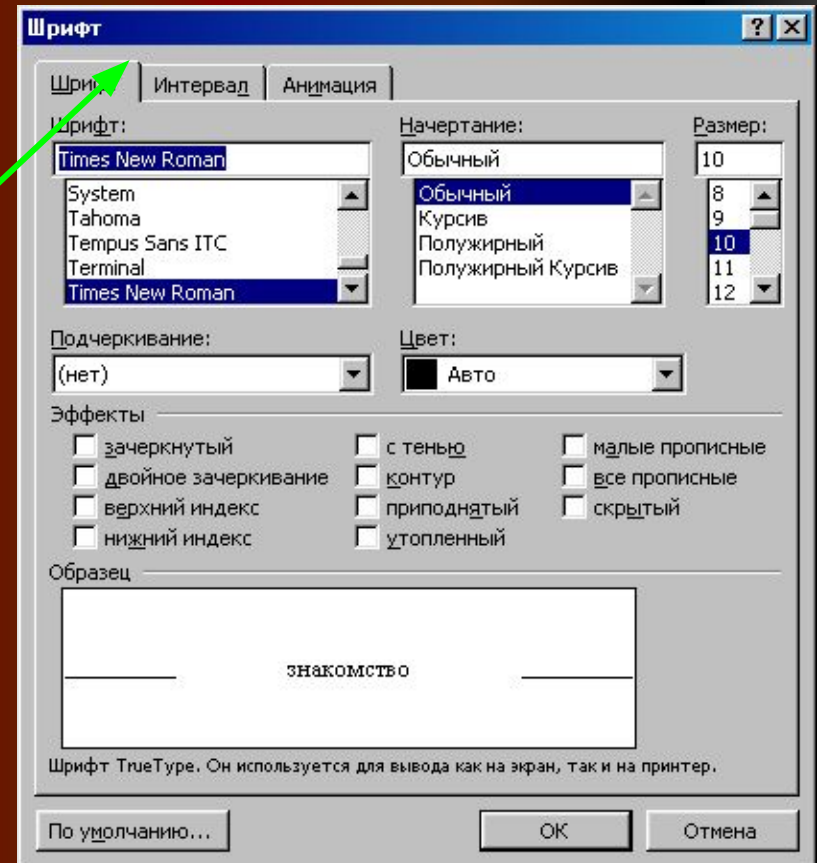 Шрифт
Шрифт Интервал Анимация
Шрифт: Начертание: Размер:
Times New Roman Обычный 10
System Обычный 8
Tahoma Курсив 9
Tempus Sans ITC Полужирный 10
Terminal Полужирный Курсив 11
Times New Roman 12
Подчеркивание: Цвет:
(нет) Авто
Эффекты
зачеркнутый с тенью малые прописные
двойное зачеркивание контур все прописные
верхний индекс приподнятый скрытый
нижний индекс утопленный
Образец
знакомство
Шрифт TrueType. Он используется для вывода как на экран, так и на принтер.
По умолчанию... ОК Отмена